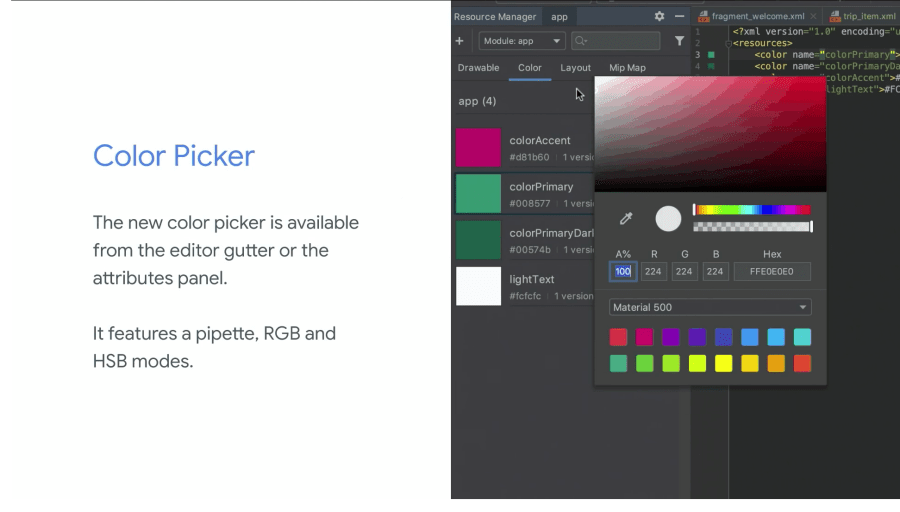 Color Picker
The new color picker is available
from the editor gutter or the
attributes panel.
It features a pipette, RGB and
HSB modes.
Resource Manager app
Module: app
Drawable Color Layout Mip Map
app (4)
colorAccent
#d81b60 1 versi
colorPrimary
#008577 1 versi
colorPrimaryDarl
#00574b 1 versi
lightText
#fcfcfc 1 version
fragment_welcome.xml trip_item.xml
1 <?xml version="1.0" encoding="u
2 <resources>
3 <color name="colorPrimary">
4 <color name="colorPrimaryDa
colorAccent">#
lightText">#FC
A% R G B Hex
100 224 224 224 FFE0E0E0
Material 500